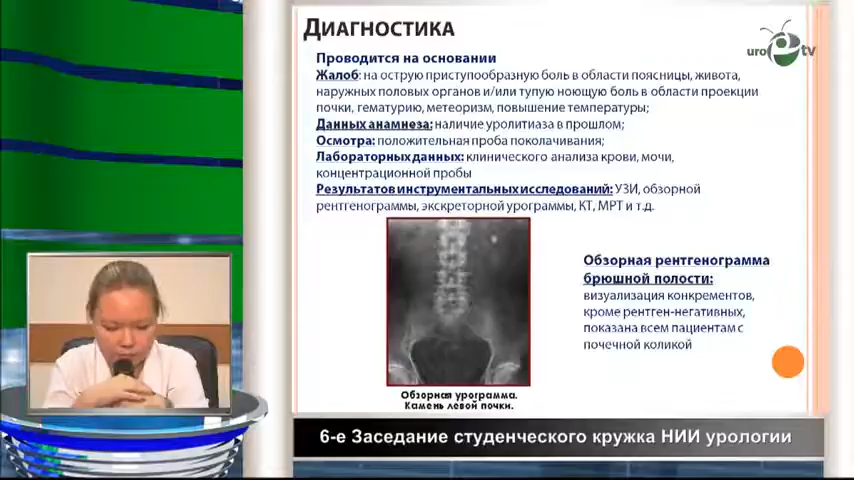 ДИАГНОСТИКА
uro tv
Проводится на основании
Жалоб: на острую приступообразную боль в области поясницы, живота,
наружных половых органов и/или тупую ноющую боль в области проекции
почки, гематурию, метеоризм, повышение температуры;
Данных анамнеза: наличие уролитиаза в прошлом;
Осмотра: положительная проба поколачивания;
Лабораторных данных: клинического анализа крови, мочи,
концентрационной пробы
Результатов инструментальных исследований: УЗИ, обзорной
рентгенограммы, экскреторной урограммы, КТ, МРТ и т.д.
Обзорная рентгенограмма
брюшной полости:
визуализация конкрементов,
кроме рентген-негативных,
показана всем пациентам с
почечной коликой
Обзорная урограмма.
Камень левой почки.
6-е Заседание студенческого кружка НИИ урологии